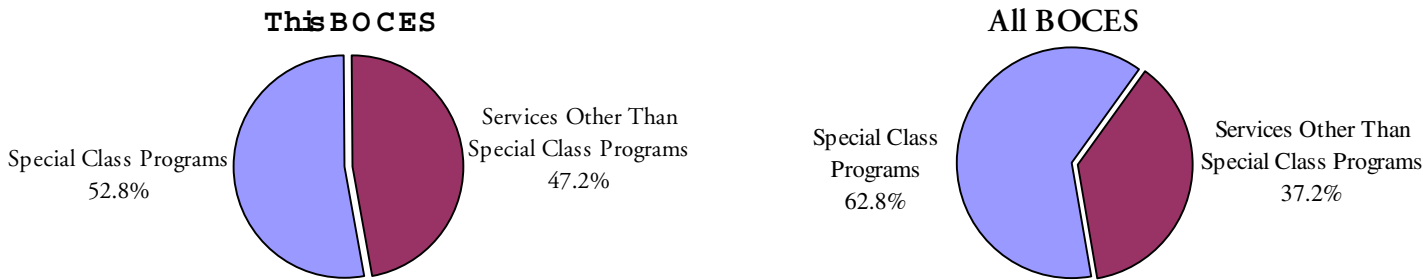 This BOCES
Special Class Programs
52.8%
Services Other Than
Special Class Programs
47.2%
All BOCES
Special Class
Programs
62.8%
Services Other Than
Special Class Programs
37.2%